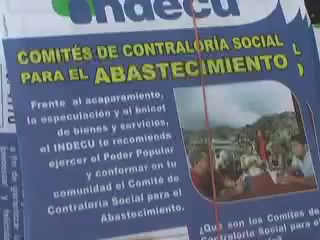 indecu
COMITÉS DE CONTRALORÍA SOCIAL
PARA EL ABASTECIMIENTO
Frente al acaparamiento,
la especulación y el boicot
de bienes y servicios,
el INDECU te recomienda
ejercer el Poder Popular
y conformar en tu
comunidad el Comité de
Contraloría Social para el
Abastecimiento.
¿Qué son los Comités de
Contraloría Social para el